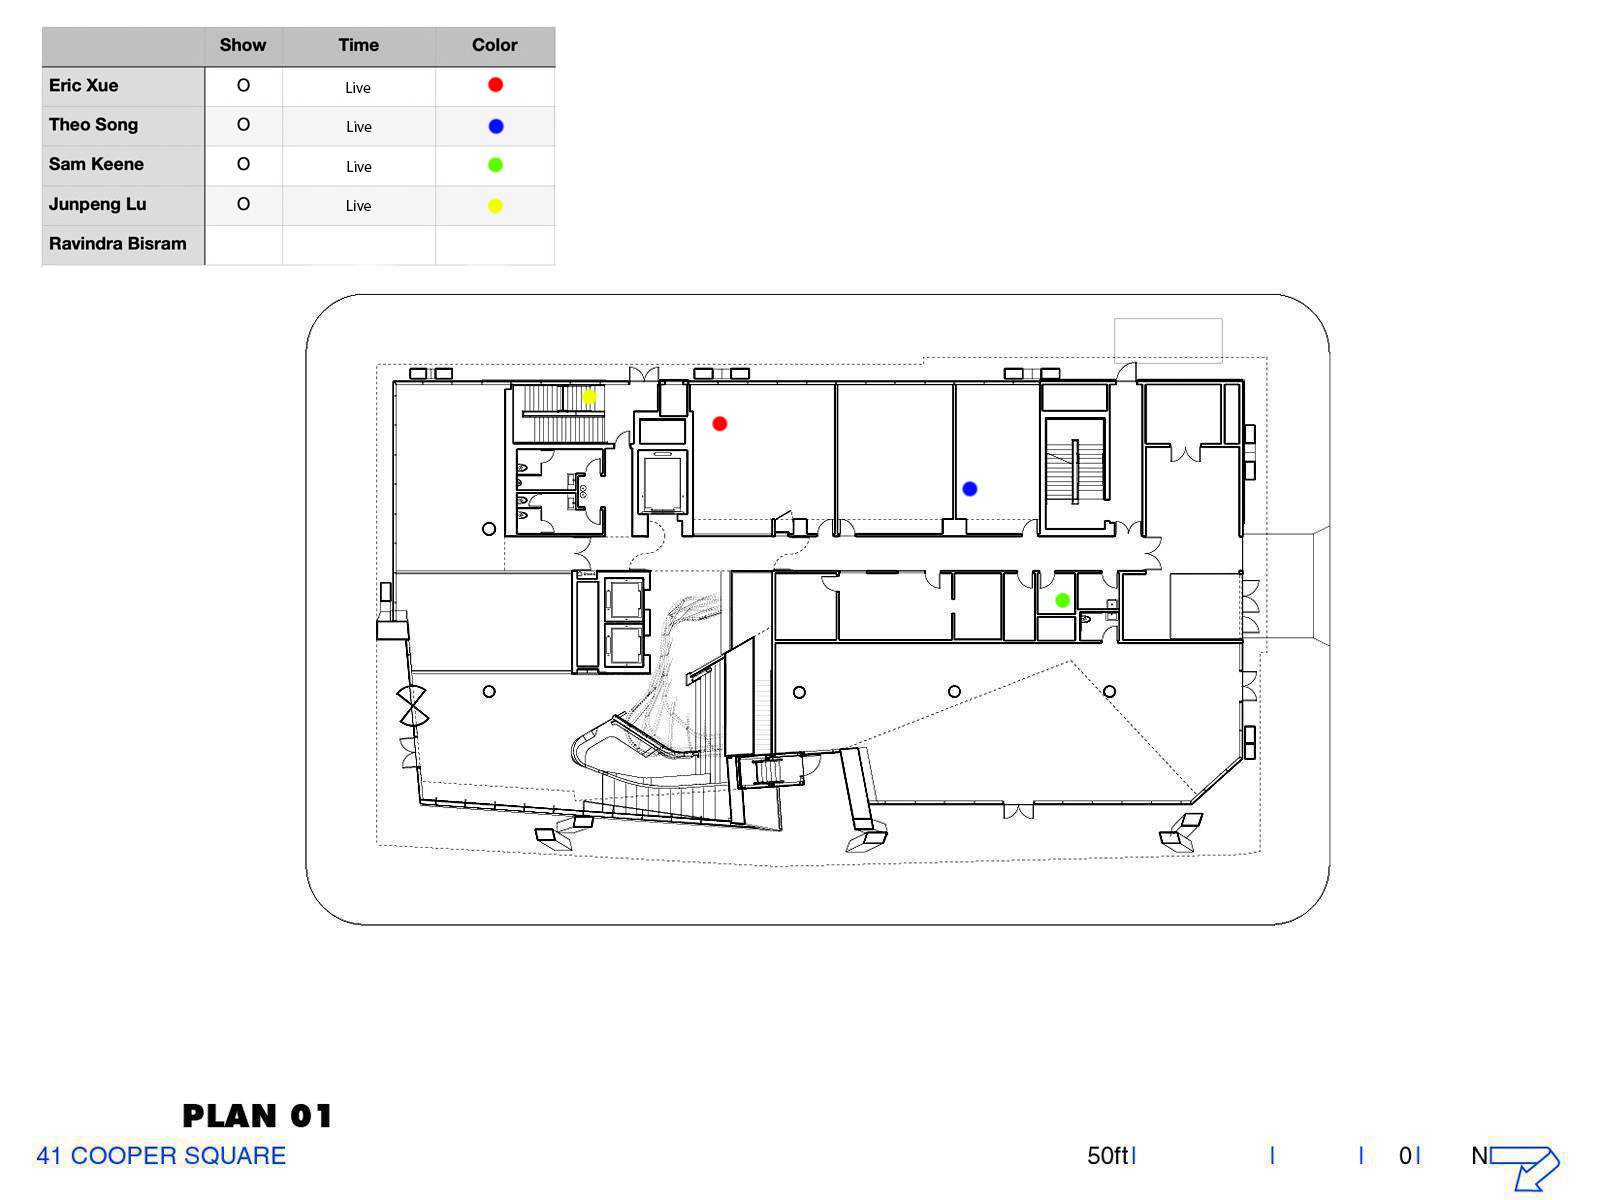 Show Time Color
Eric Xue O Live
Theo Song O Live
Sam Keene O Live
Junpeng Lu O Live
Ravindra Bisram
PLAN 01
41 COOPER SQUARE
50ft 0 N